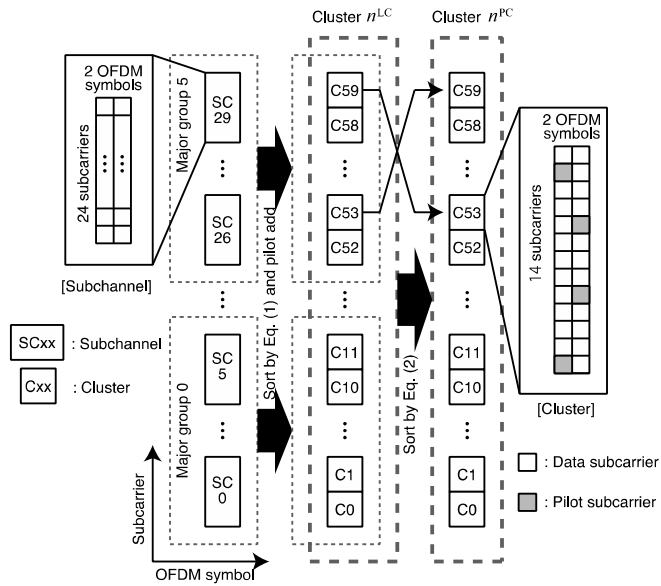 Cluster n^LC
Cluster n^PC
2 OFDM
symbols
24 subcarriers
[Subchannel]
Major group 5
SC
29
SC
26
Sort by Eq. (1) and pilot add
C59
C58
C53
C52
C59
C58
C53
C52
2 OFDM
symbols
14 subcarriers
[Cluster]
SCxx : Subchannel
Cxx : Cluster
Major group 0
SC
5
SC
0
C11
C10
C1
C0
Sort by Eq. (2)
C11
C10
C1
C0
: Data subcarrier
: Pilot subcarrier
Subcarrier
OFDM symbol